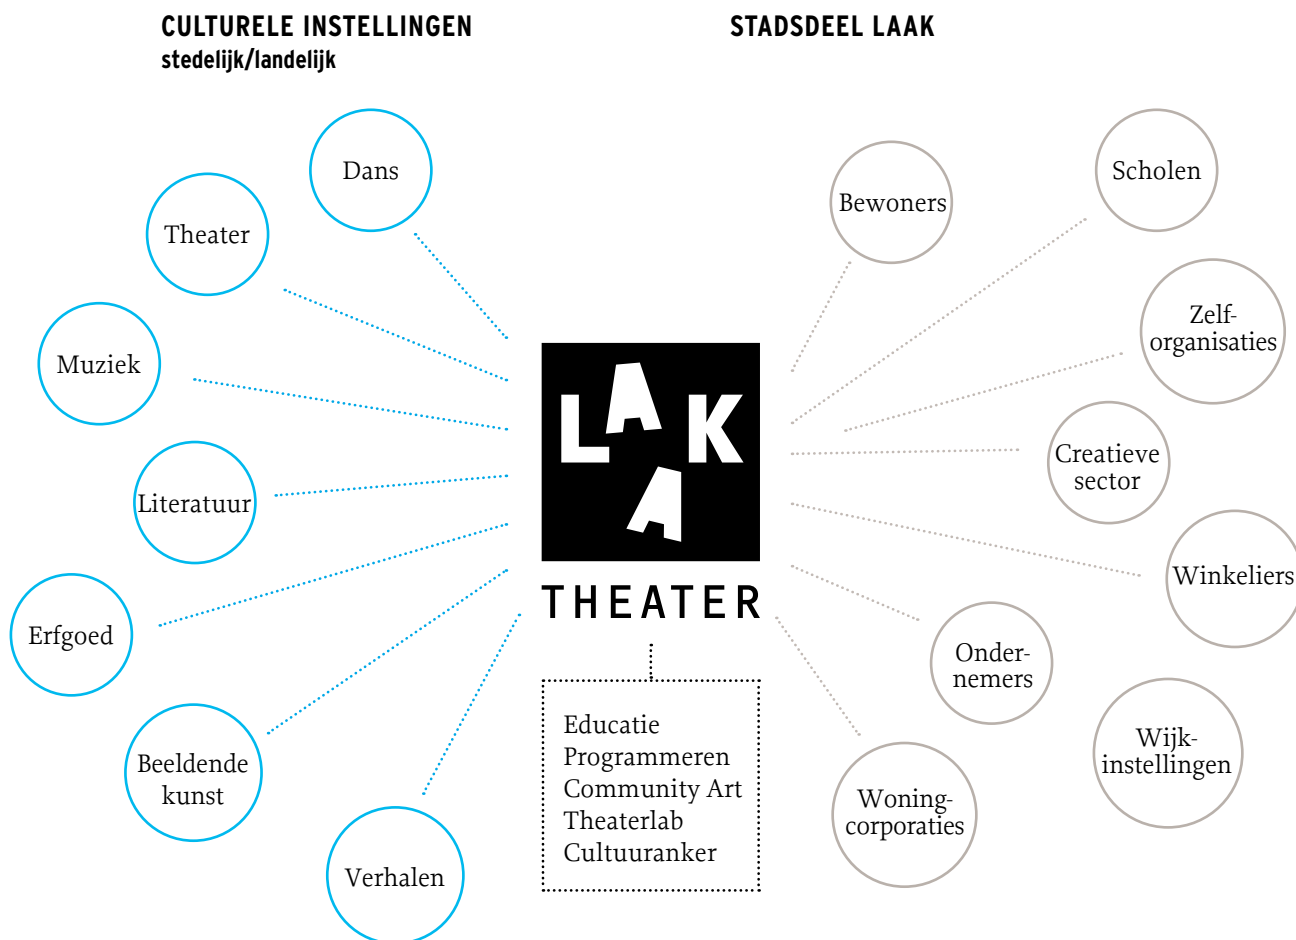 CULTURELE INSTELLINGEN
stedelijk/landelijk
STADSDEEL LAAK
Dans
Theater
Muziek
Literatuur
Erfgoed
Beeldende
kunst
Verhalen
LAAK
THEATER
Educatie
Programmeren
Community Art
Theaterlab
Cultuuranker
Bewoners
Scholen
Zelf-
organisaties
Creatieve
sector
Winkeliers
Onder-
nemers
Wijk-
instellingen
Woning-
corporaties